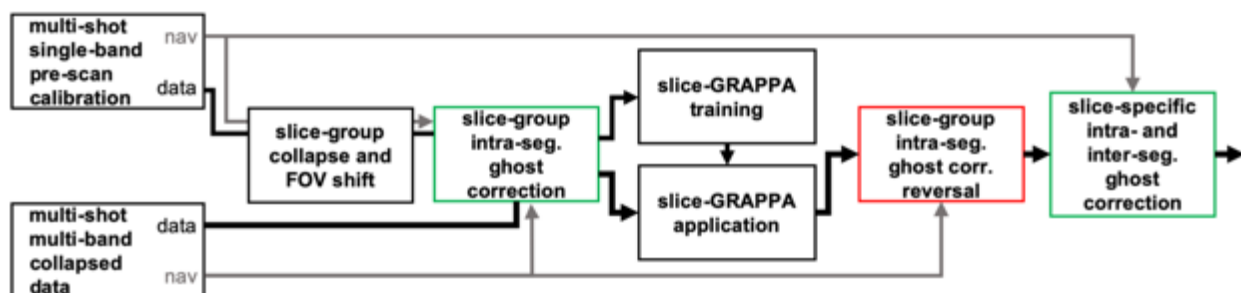 multi-shot
single-band
pre-scan
calibration
nav
data
slice-group
collapse and
FOV shift
slice-group
intra-seg.
ghost
correction
slice-GRAPPA
training
slice-GRAPPA
application
slice-group
intra-seg.
ghost corr.
reversal
slice-specific
intra- and
inter-seg.
ghost
correction
multi-shot
multi-band
collapsed
data
data
nav